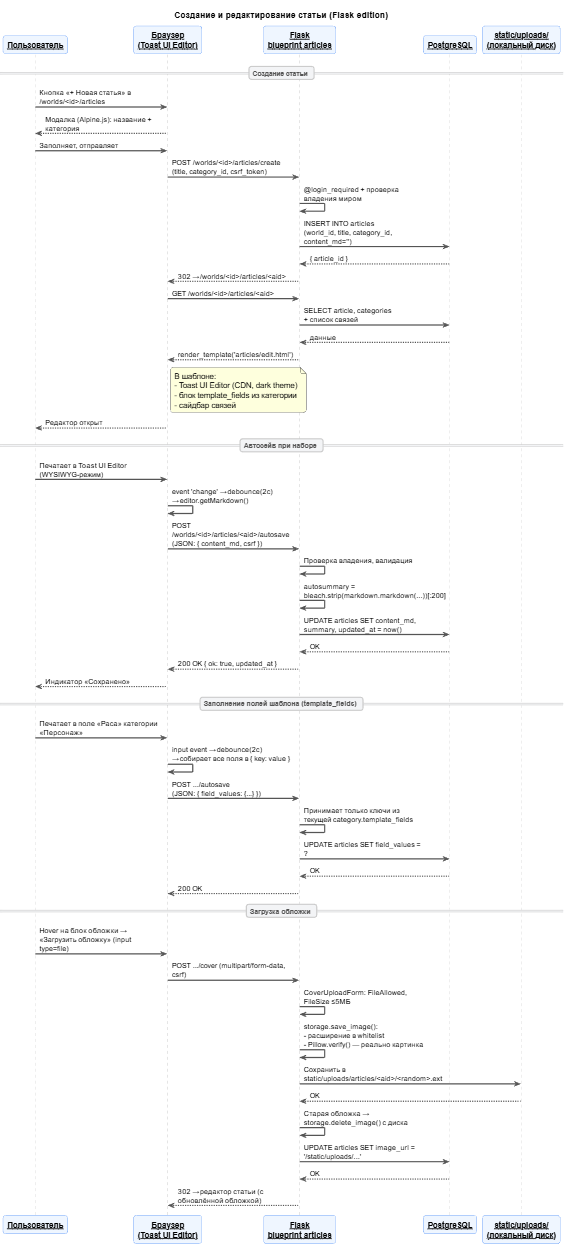 Создание и редактирование статьи (Flask edition)
Пользователь
Браузер
(Toast UI Editor)
Flask
blueprint articles
PostgreSQL
static/uploads/
(локальный диск)
Создание статьи
Кнопка «+ Новая статья» в
/worlds/<id>/articles
Модалка (Alpine.js): название +
категория
Заполняет, отправляет
POST /worlds/<id>/articles/create
(title, category_id, csrf_token)
@login_required + проверка
владения миром
INSERT INTO articles
(world_id, title, category_id,
content_md='')
{ article_id }
302 → /worlds/<id>/articles/<aid>
GET /worlds/<id>/articles/<aid>
SELECT article, categories
+ список связей
данные
render_template('articles/edit.html')
В шаблоне:
- Toast UI Editor (CDN, dark theme)
- блок template_fields из категории
- сайдбар связей
Редактор открыт
Автосейв при наборе
Печатает в Toast UI Editor
(WYSIWYG-режим)
event 'change' → debounce(2с)
→ editor.getMarkdown()
POST
/worlds/<id>/articles/<aid>/autosave
(JSON: { content_md, csrf })
Проверка владения, валидация
autosummary =
bleach.strip(markdown.markdown(...))[:200]
UPDATE articles SET content_md,
summary, updated_at = now()
OK
200 OK { ok: true, updated_at }
Индикатор «Сохранено»
Заполнение полей шаблона (template_fields)
Печатает в поле «Раса» категории
«Персонаж»
input event → debounce(2с)
→ собирает все поля в { key: value }
POST .../autosave
(JSON: { field_values: {...} })
Принимает только ключи из
текущей category.template_fields
UPDATE articles SET field_values =
?
OK
200 OK
Загрузка обложки
Hover на блок обложки →
«Загрузить обложку» (input
type=file)
POST .../cover (multipart/form-data,
csrf)
CoverUploadForm: FileAllowed,
FileSize ≤5МБ
storage.save_image():
- расширение в whitelist
- Pillow.verify() — реально картинка
Сохранить в
static/uploads/articles/<aid>/<random>.ext
OK
Старая обложка →
storage.delete_image() с диска
UPDATE articles SET image_url =
'/static/uploads/...'
OK
302 → редактор статьи (с
обновлённой обложкой)
Пользователь
Браузер
(Toast UI Editor)
Flask
blueprint articles
PostgreSQL
static/uploads/
(локальный диск)